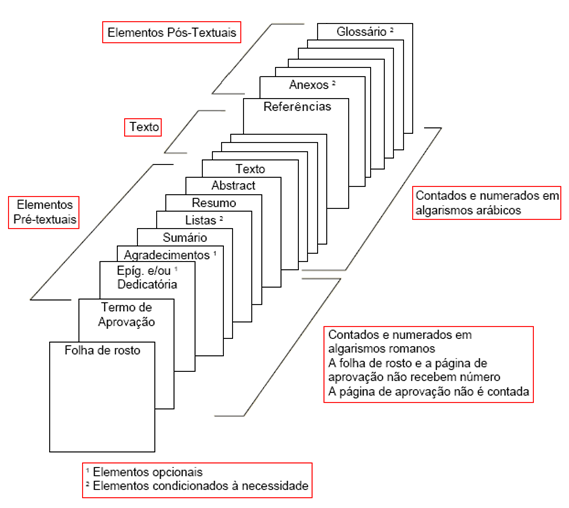 Elementos Pós-Textuais
Glossário ²
Anexos ²
Referências
Texto
Texto
Abstract
Resumo
Listas ²
Sumário
Agradecimentos ¹
Epíg. e/ou ¹
Dedicatória
Termo de
Aprovação
Folha de rosto
Elementos
Pré-textuais
Contados e numerados em
algarismos arábicos
Contados e numerados em
algarismos romanos
A folha de rosto e a página de
aprovação não recebem número
A página de aprovação não é contada
¹ Elementos opcionais
² Elementos condicionados à necessidade